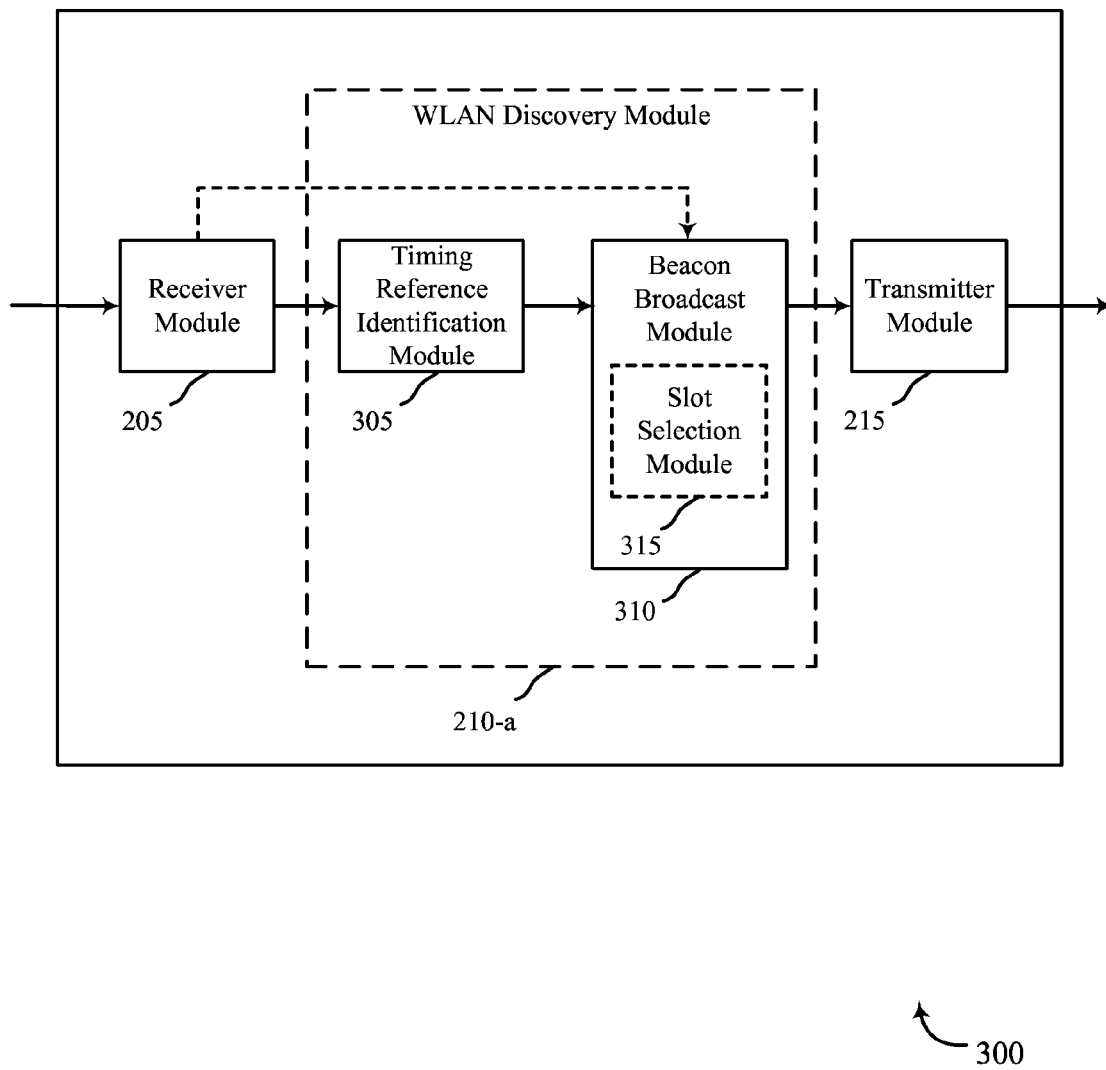 WLAN Discovery Module
Receiver
Module
205
Timing
Reference
Identification
Module
305
Beacon
Broadcast
Module
Slot
Selection
Module
315
310
Transmitter
Module
215
210-a
300